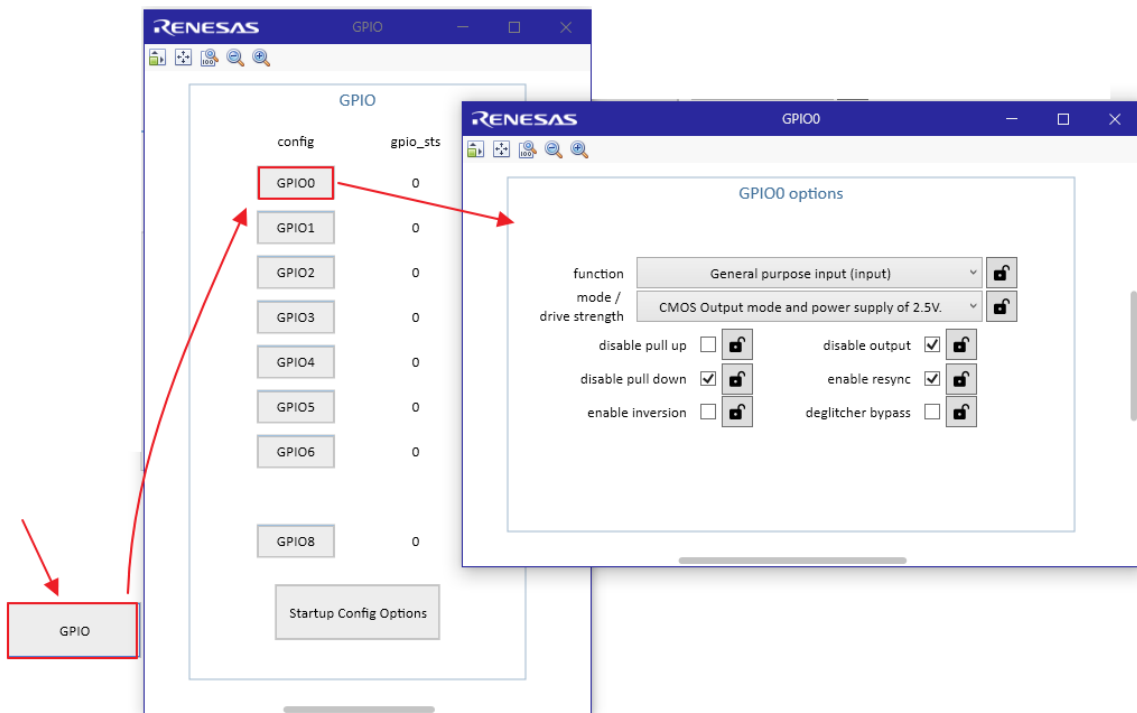 RENESAS
GPIO
GPIO
config gpio_sts
GPIO0 0
GPIO1 0
GPIO2 0
GPIO3 0
GPIO4 0
GPIO5 0
GPIO6 0
GPIO8 0
Startup Config Options
GPIO
RENESAS
GPIO0
GPIO0 options
function General purpose input (input)
mode /
drive strength CMOS Output mode and power supply of 2.5V.
disable pull up disable output
disable pull down enable resync
enable inversion deglitcher bypass